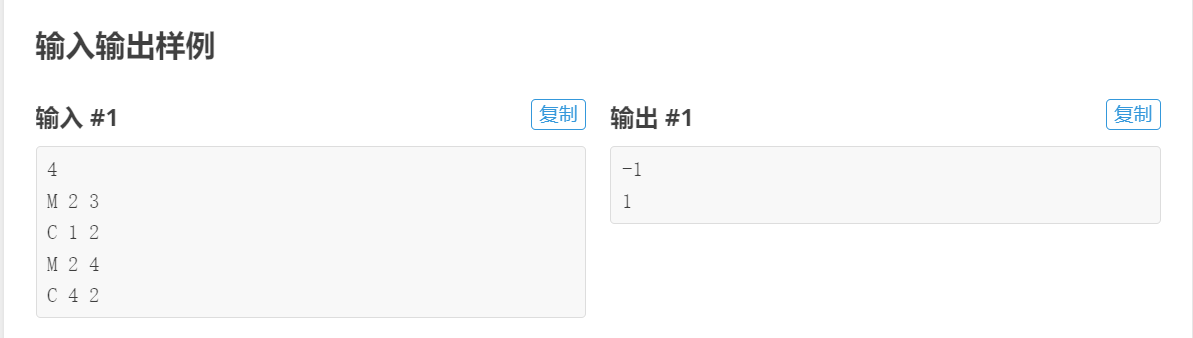 输入输出样例
输入 #1
复制
4
M 2 3
C 1 2
M 2 4
C 4 2
输出 #1
复制
-1
1